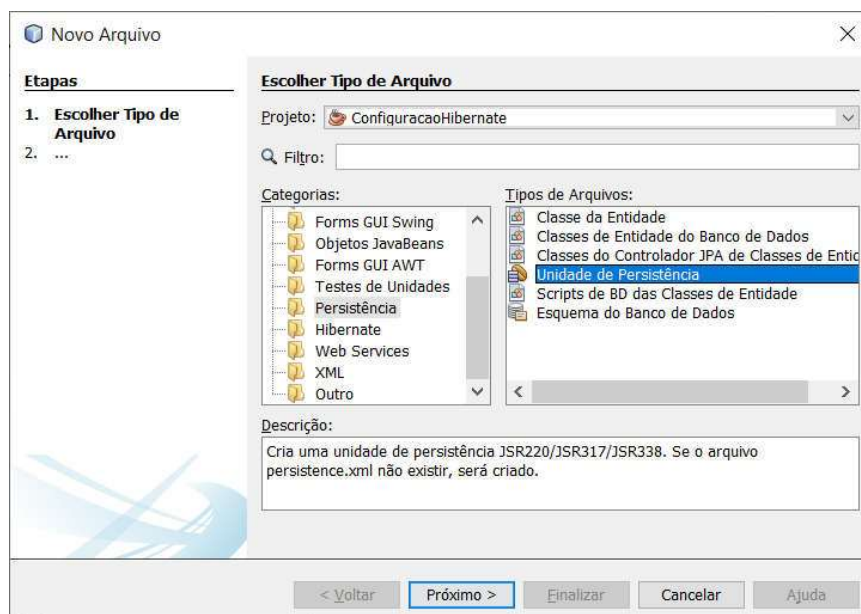 Novo Arquivo
Etapas
1. Escolher Tipo de
Arquivo
2. ...
Escolher Tipo de Arquivo
Projeto: ConfiguracaoHibernate
Filtro:
Categorias:
Forms GUI Swing
Objetos JavaBeans
Forms GUI AWT
Testes de Unidades
Persistência
Hibernate
Web Services
XML
Outro
Tipos de Arquivos:
Classe da Entidade
Classes de Entidade do Banco de Dados
Classes do Controlador JPA de Classes de Entid
Unidade de Persistência
Scripts de BD das Classes de Entidade
Esquema do Banco de Dados
Descrição:
Cria uma unidade de persistência JSR220/JSR317/JSR338. Se o arquivo
persistence.xml não existir, será criado.
< Voltar Próximo > Finalizar Cancelar Ajuda